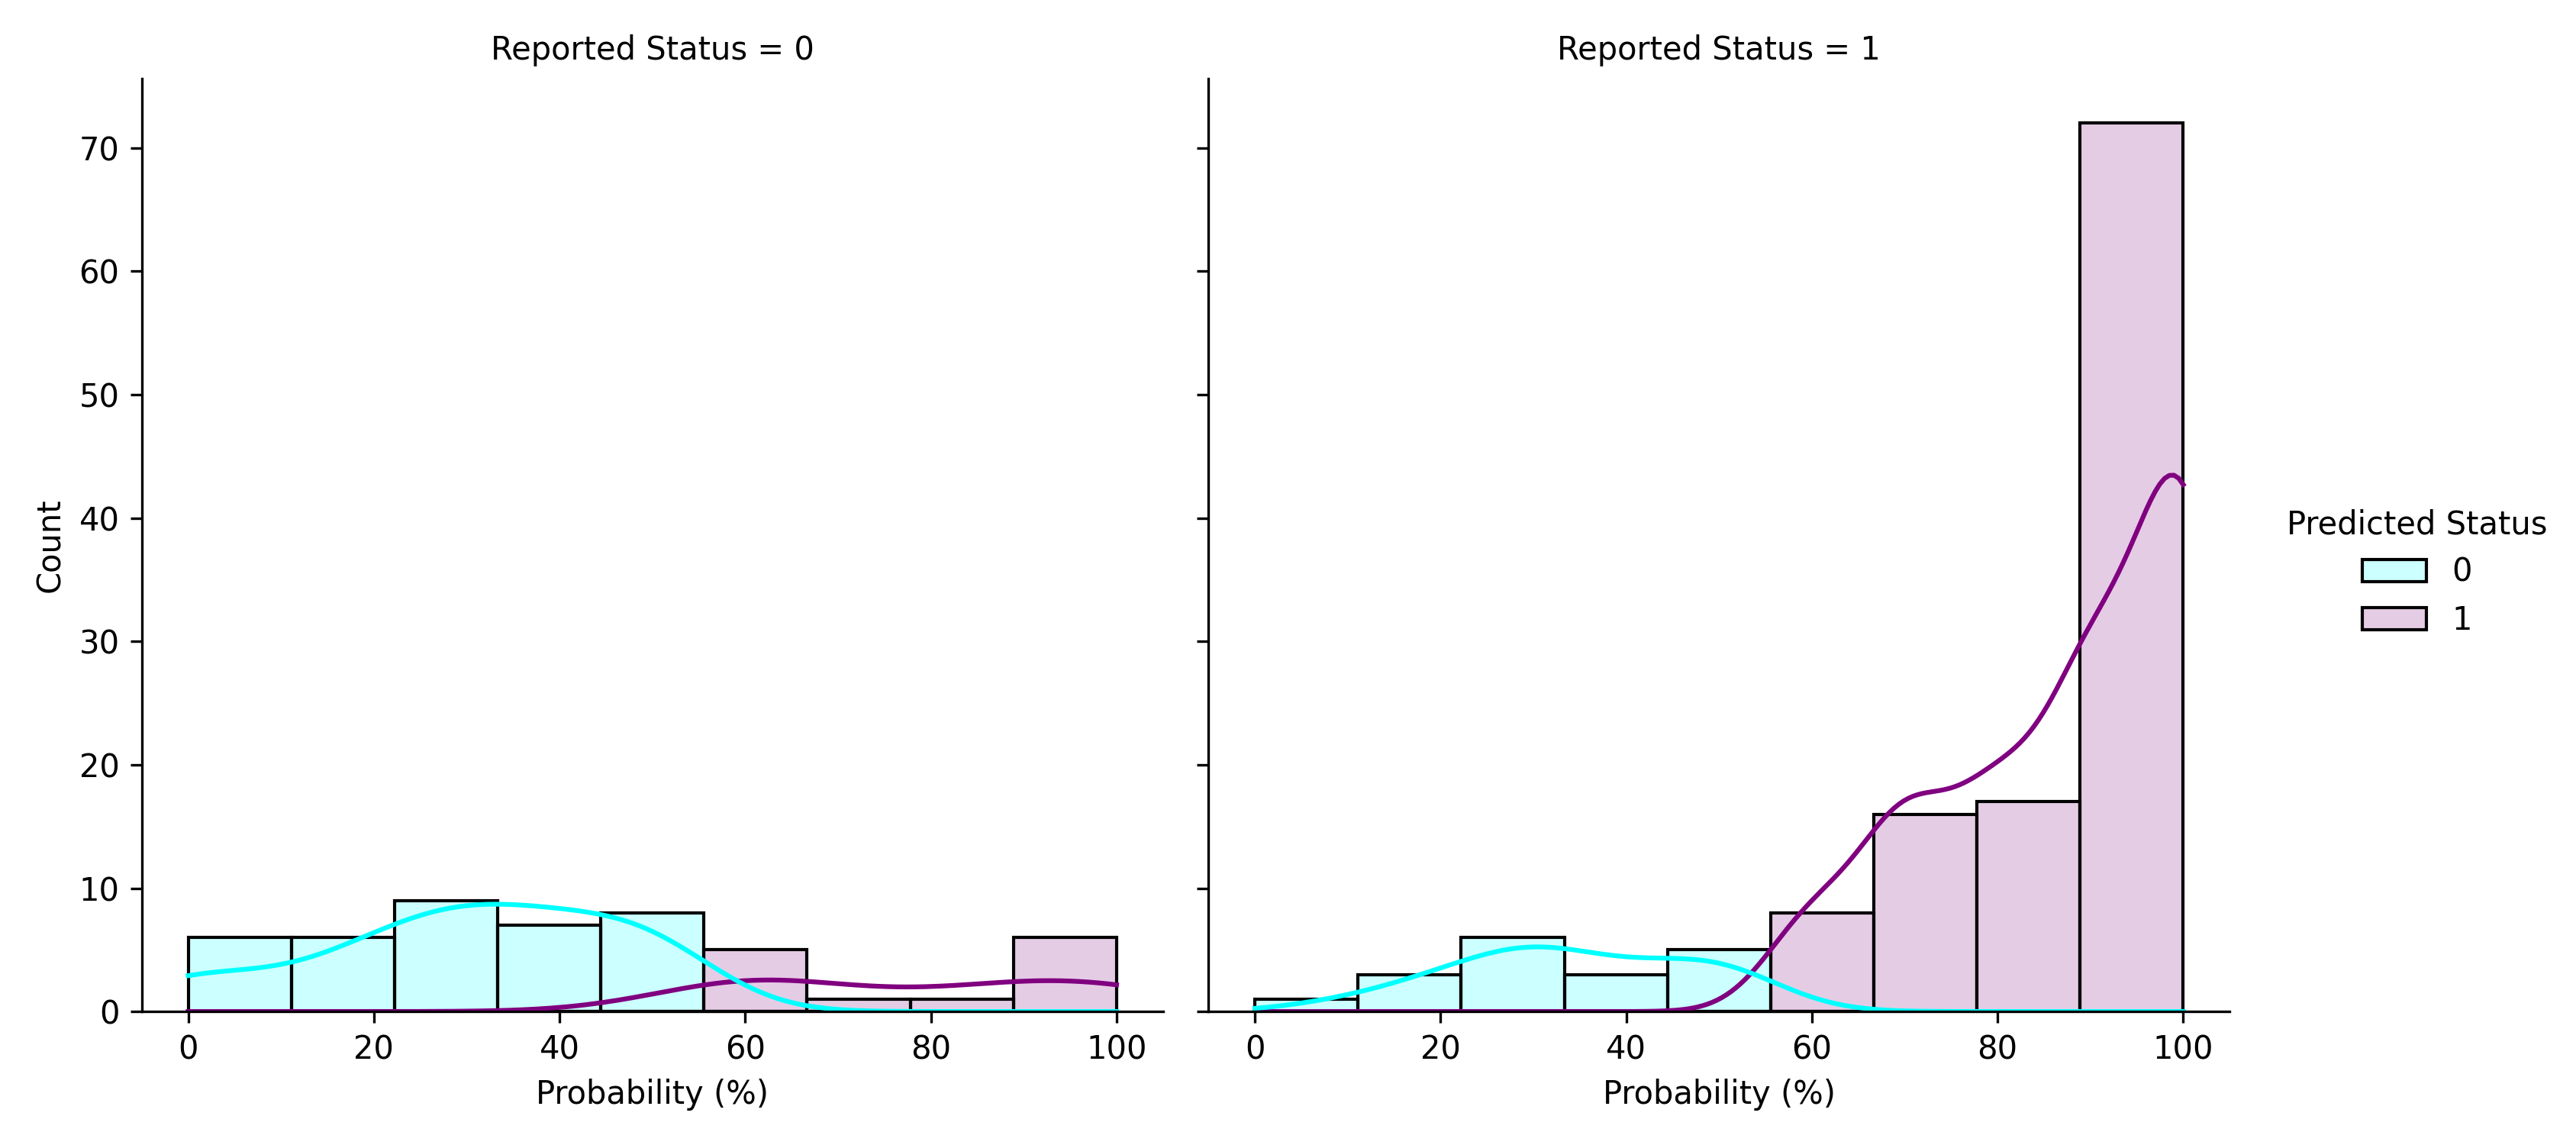 Reported Status = 0
Reported Status = 1
70
60
50
40
30
20
10
0
Count
0 20 40 60 80 100
0 20 40 60 80 100
Probability (%)
Probability (%)
Predicted Status
0
1